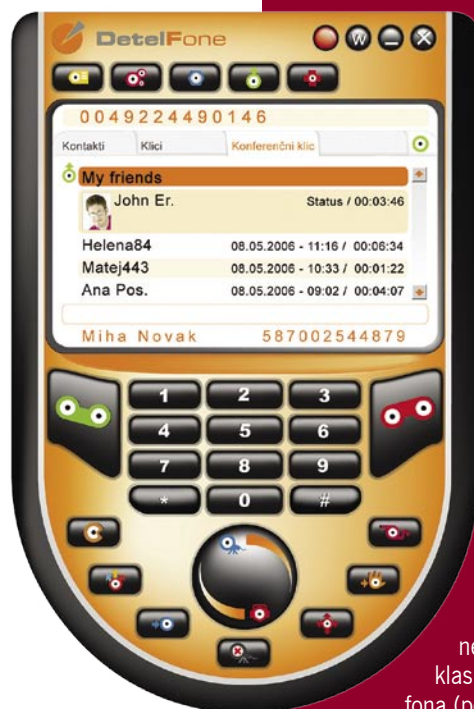 DetelFone
W
0049224490146
Kontakti Klici Konferenčni klic
My friends
John Er. Status / 00:03:46
Helena84 08.05.2006 - 11:16 / 00:06:34
Matej443 08.05.2006 - 10:33 / 00:01:22
Ana Pos. 08.05.2006 - 09:02 / 00:04:07
Miha Novak 587002544879
1 2 3
4 5 6
7 8 9
* 0 #
C
ne
klas
fona (p